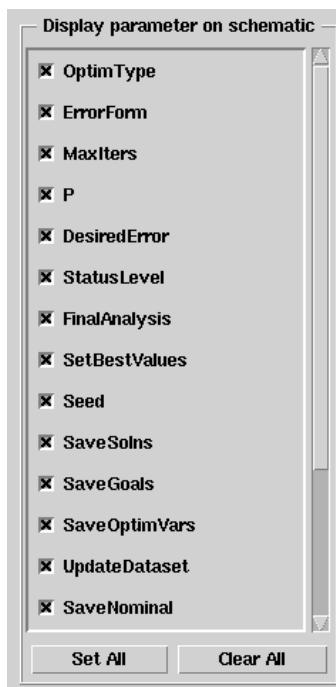 Display parameter on schematic
OptimType
ErrorForm
MaxIters
P
DesiredError
StatusLevel
FinalAnalysis
SetBestValues
Seed
SaveSolns
SaveGoals
SaveOptimVars
UpdateDataset
SaveNominal
Set All Clear All